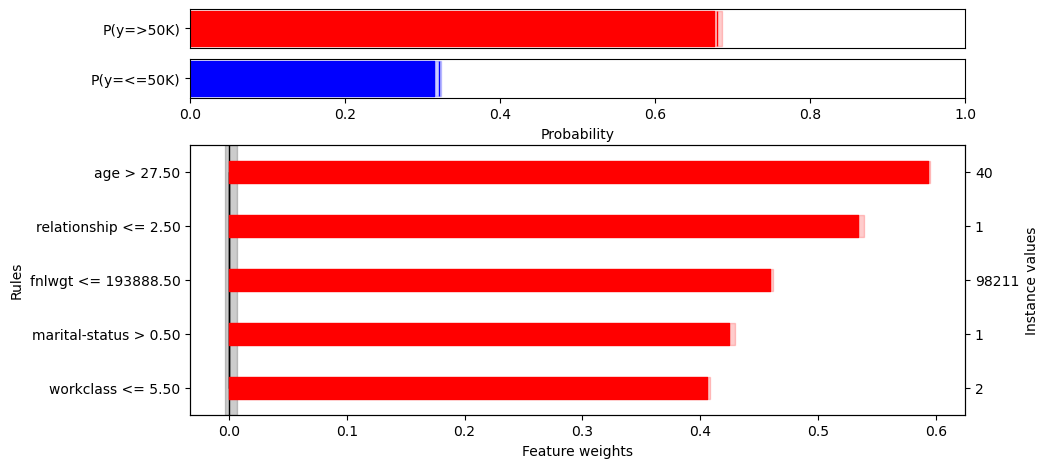 P(y=>50K)
P(y=<=50K)
0.0 0.2 0.4 0.6 0.8 1.0
Probability
age > 27.50 40
relationship <= 2.50 1
fnlwgt <= 193888.50 98211
marital-status > 0.50 1
workclass <= 5.50 2
Rules
Instance values
0.0 0.1 0.2 0.3 0.4 0.5 0.6
Feature weights